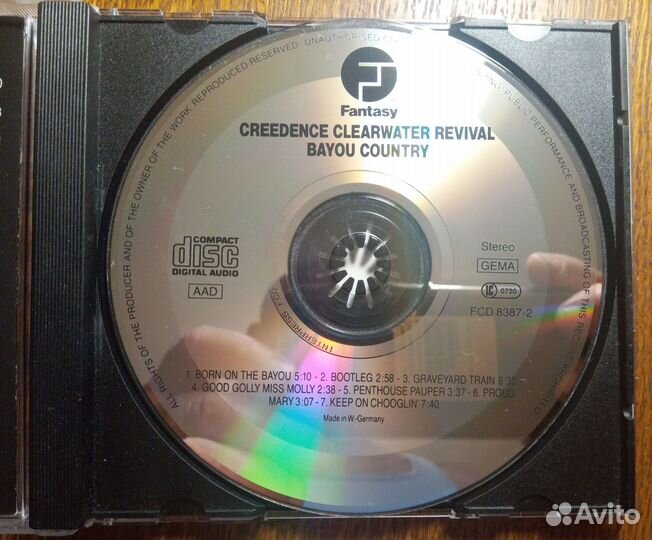 Fantasy
CREEDENCE CLEARWATER REVIVAL
BAYOU COUNTRY
COMPACT
disc
DIGITAL AUDIO
AAD
Stereo
GEMA
LC 0720
FCD 8387-2
1. BORN ON THE BAYOU 5:10 - 2. BOOTLEG 2:58 - 3. GRAVEYARD TRAIN 8:32
4. GOOD GOLLY MISS MOLLY 2:38 - 5. PENTHOUSE PAUPER 3:37 - 6. PROUD
MARY 3:07 - 7. KEEP ON CHOOGLIN' 7:40
Made in W.-Germany
ALL RIGHTS OF THE PRODUCER AND OF THE OWNER OF THE WORK REPRODUCED RESERVED. UNAUTHORISED PUBLIC PERFORMANCE AND BROADCASTING OF THIS RECORD PROHIBITED
INTERPRESS FCD
Avito